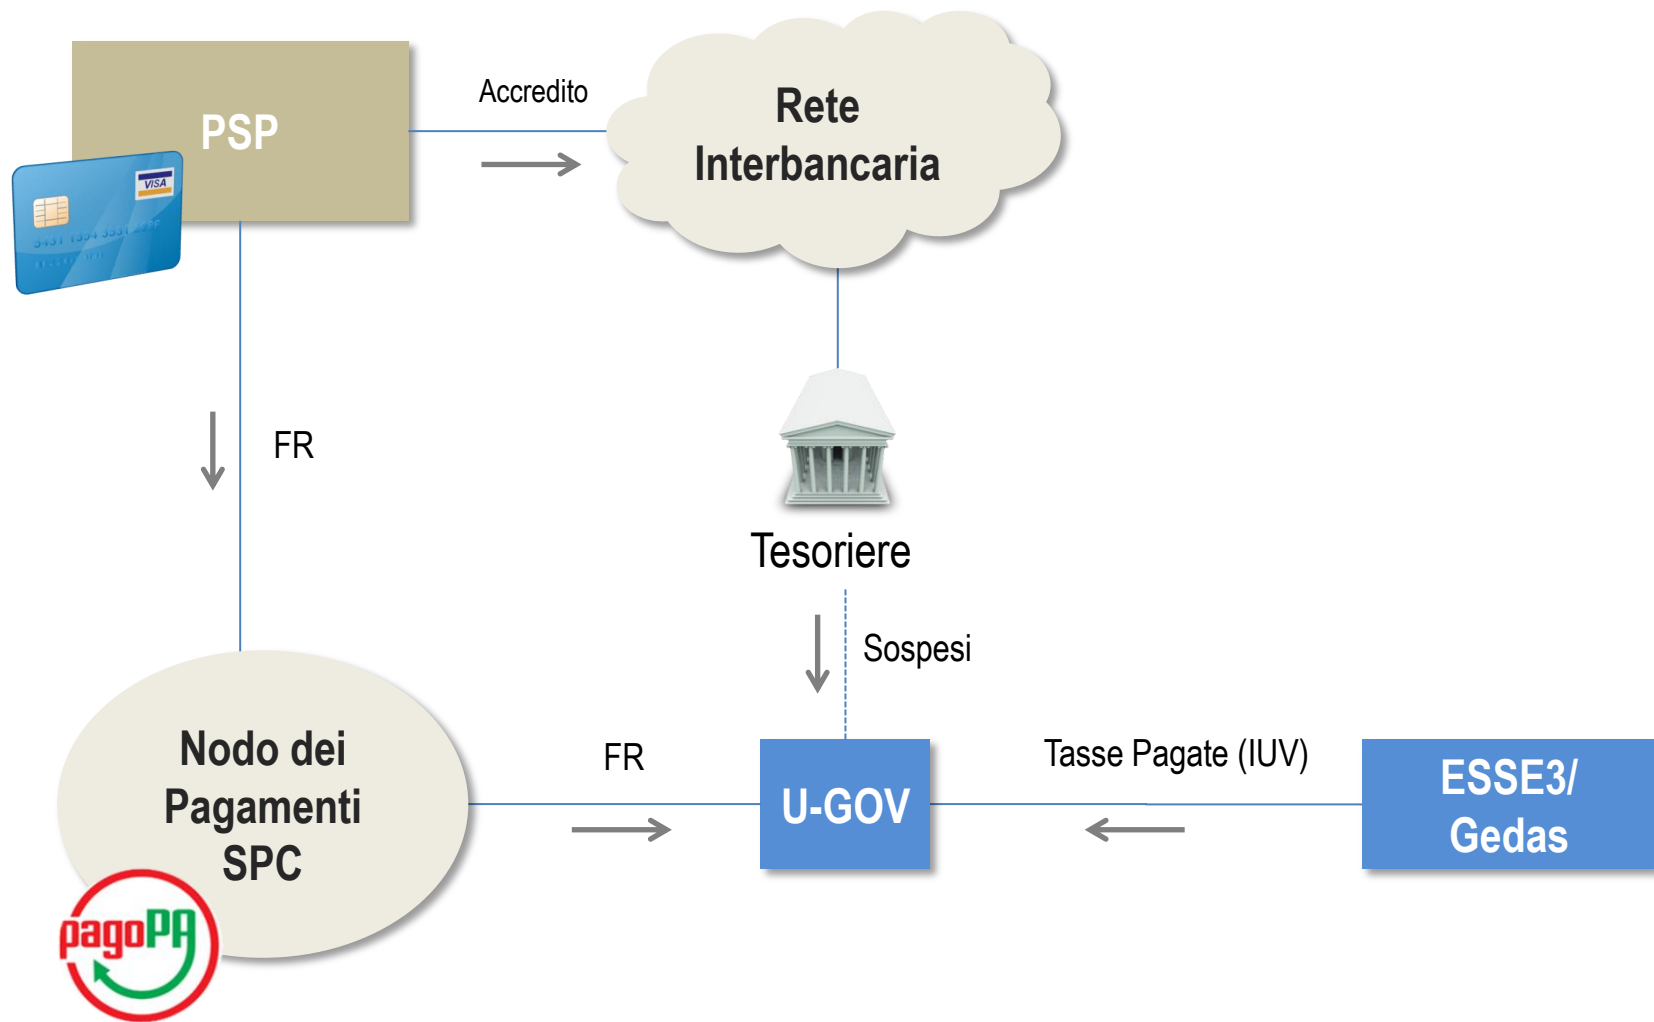 PSP
Accredito
Rete
Interbancaria
VISA
FR
Tesoriere
Sospesi
Nodo dei
Pagamenti
SPC
FR
U-GOV
Tasse Pagate (IUV)
ESSE3/
Gedas
pagoPA